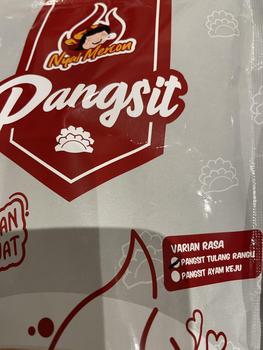 Nyai Mercon
Pangsit
VARIAN RASA
PANGSIT TULANG RANGU
PANGSIT AYAM KEJU